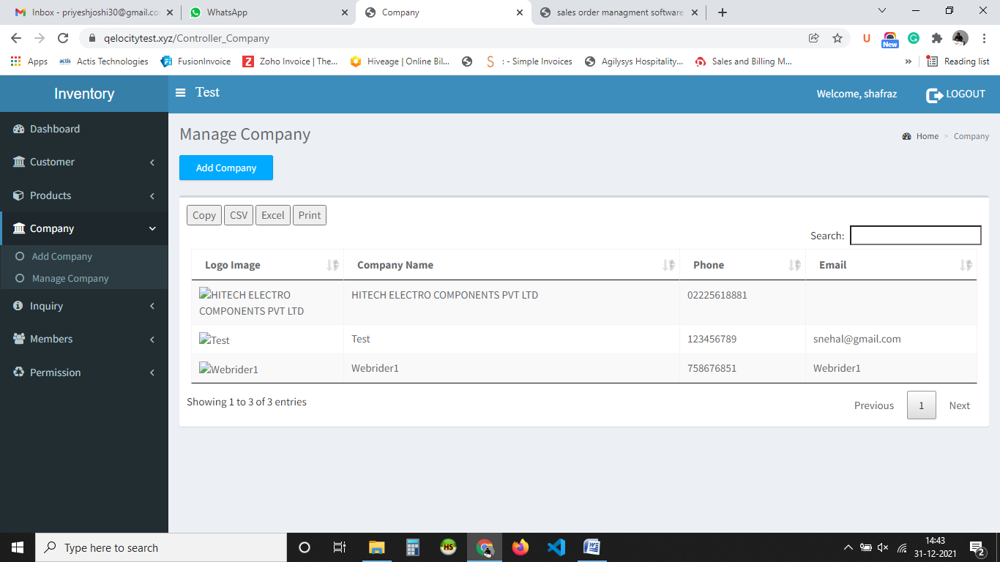 Inbox - priyeshjoshi30@gmail.co
WhatsApp
Company
sales order managment software
qelocitytest.xyz/Controller_Company
New
Apps
actis Actis Technologies
FusionInvoice
Zoho Invoice | The...
Hiveage | Online Bil...
: - Simple Invoices
Agilysys Hospitality...
Sales and Billing M...
»
Reading list
Inventory
Test
Welcome, shafraz
LOGOUT
Dashboard
Customer
Products
Company
Add Company
Manage Company
Inquiry
Members
Permission
Manage Company
Home > Company
Add Company
Copy CSV Excel Print
Search:
Logo Image Company Name Phone Email
HITECH ELECTRO HITECH ELECTRO COMPONENTS PVT LTD 02225618881
COMPONENTS PVT LTD
Test Test 123456789 snehal@gmail.com
Webrider1 Webrider1 758676851 Webrider1
Showing 1 to 3 of 3 entries
Previous 1 Next
Type here to search
HS
14:43
31-12-2021
2